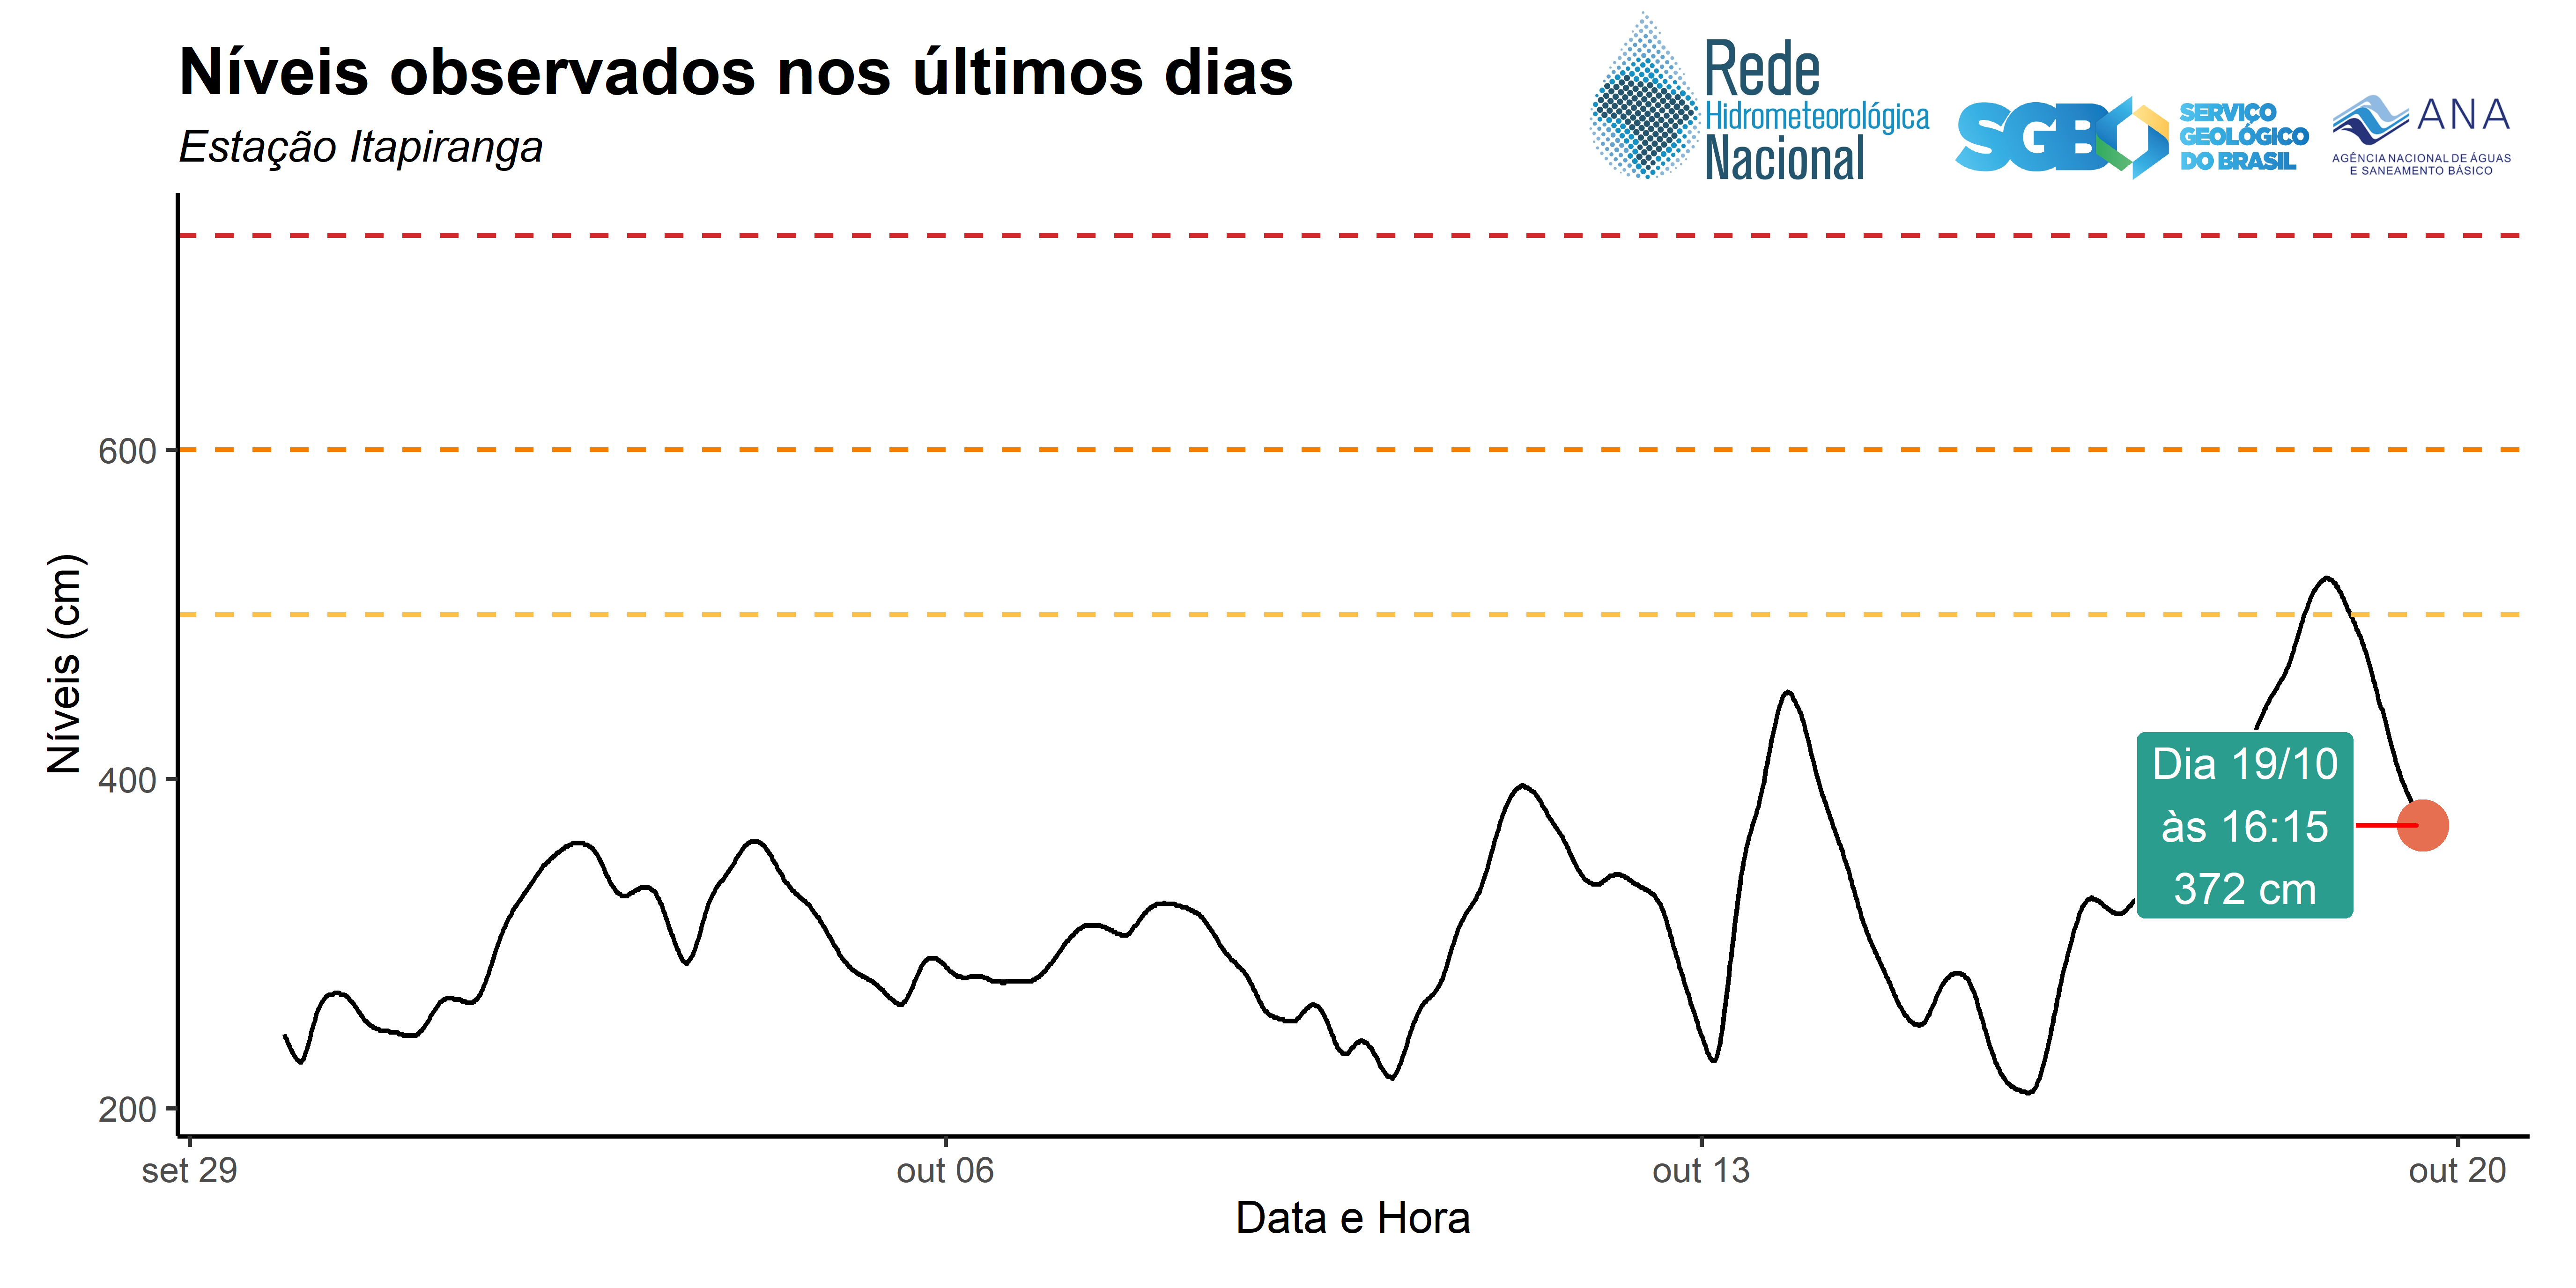 Níveis observados nos últimos dias
Estação Itapiranga
Rede
Hidrometeorológica
Nacional
SGB
SERVIÇO
GEOLÓGICO
DO BRASIL
ANA
AGÊNCIA NACIONAL DE ÁGUAS
E SANEAMENTO BÁSICO
Níveis (cm)
600
400
200
Dia 19/10
às 16:15
372 cm
set 29
out 06
out 13
out 20
Data e Hora